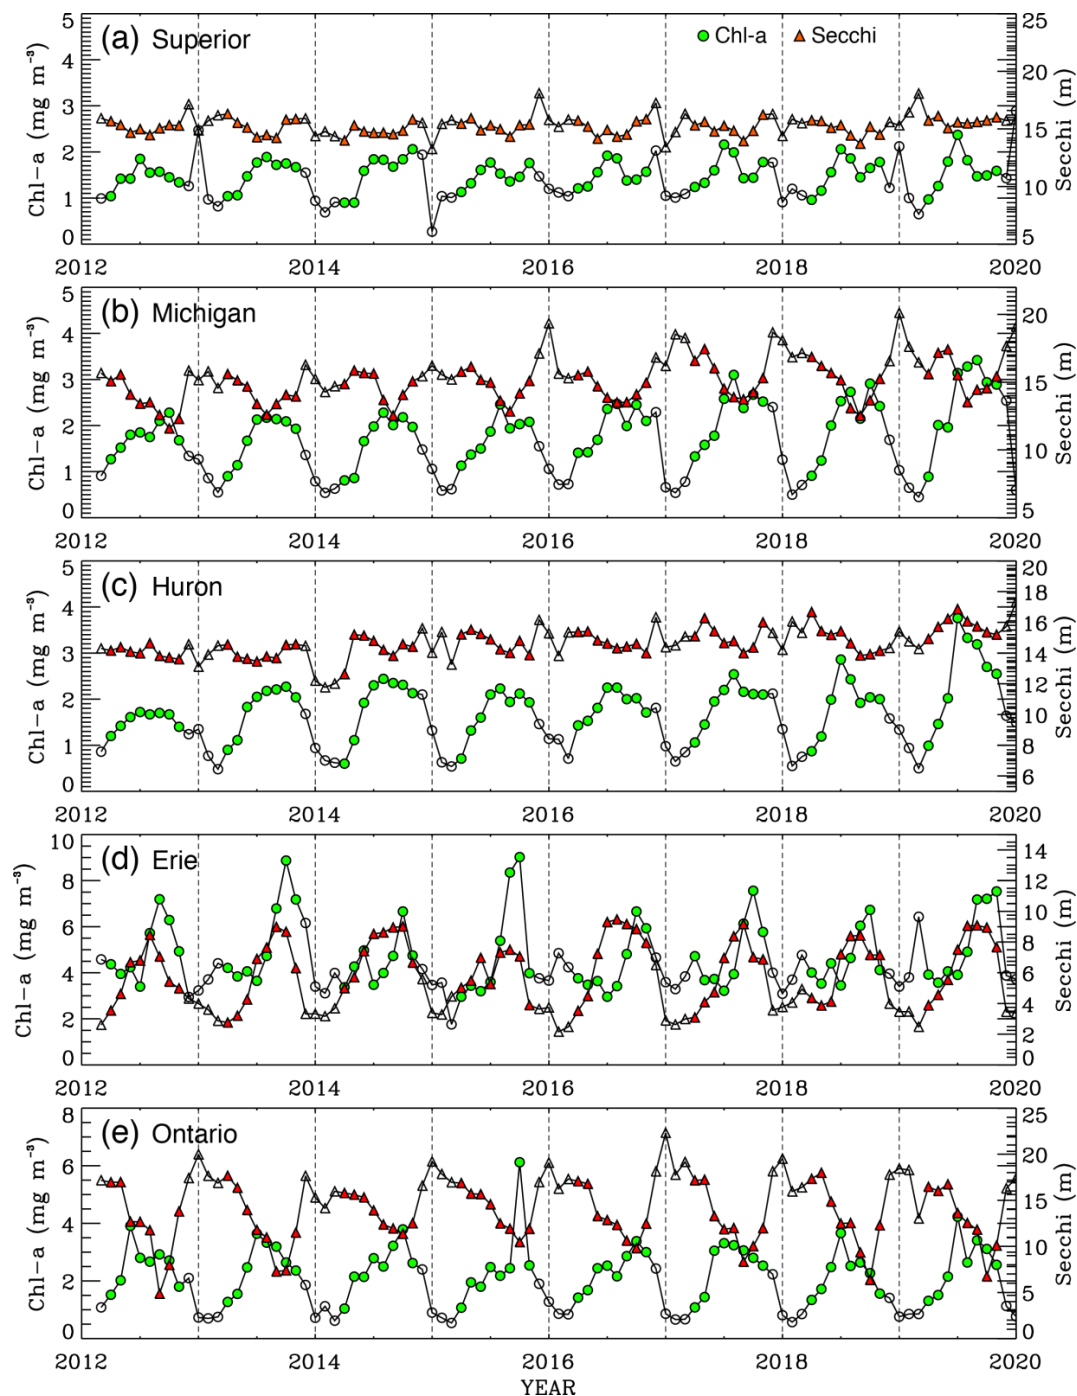 (a) Superior
Chl-a
Secchi
Chl-a (mg m⁻³)
5
4
3
2
1
0
25
20
15
10
5
Secchi (m)
2012 2014 2016 2018 2020
(b) Michigan
Chl-a (mg m⁻³)
5
4
3
2
1
0
20
15
10
5
Secchi (m)
2012 2014 2016 2018 2020
(c) Huron
Chl-a (mg m⁻³)
5
4
3
2
1
0
20
18
16
14
12
10
8
6
Secchi (m)
2012 2014 2016 2018 2020
(d) Erie
Chl-a (mg m⁻³)
10
8
6
4
2
0
14
12
10
8
6
4
2
0
Secchi (m)
2012 2014 2016 2018 2020
(e) Ontario
Chl-a (mg m⁻³)
8
6
4
2
0
25
20
15
10
5
0
Secchi (m)
2012 2014 2016 2018 2020
YEAR